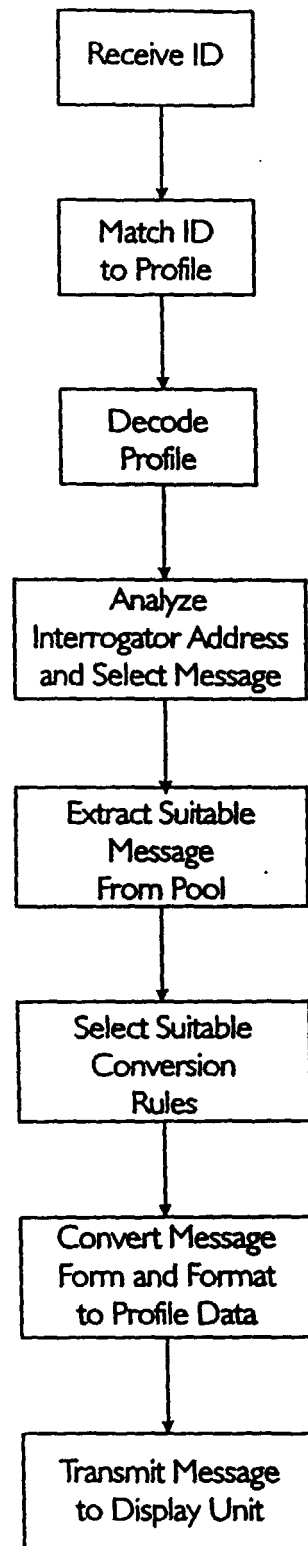 Receive ID
Match ID
to Profile
Decode
Profile
Analyze
Interrogator Address
and Select Message
Extract Suitable
Message
From Pool
Select Suitable
Conversion
Rules
Convert Message
Form and Format
to Profile Data
Transmit Message
to Display Unit